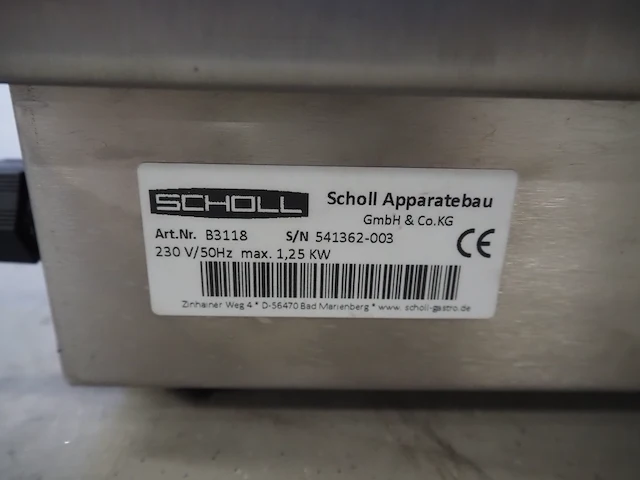 SCHOLL
Scholl Apparatebau
GmbH & Co.KG
Art.Nr. B3118 S/N 541362-003
CE
230 V/50Hz max. 1,25 KW
Zinhainer Weg 4 * D-56470 Bad Marienberg * www.scholl-gastro.de